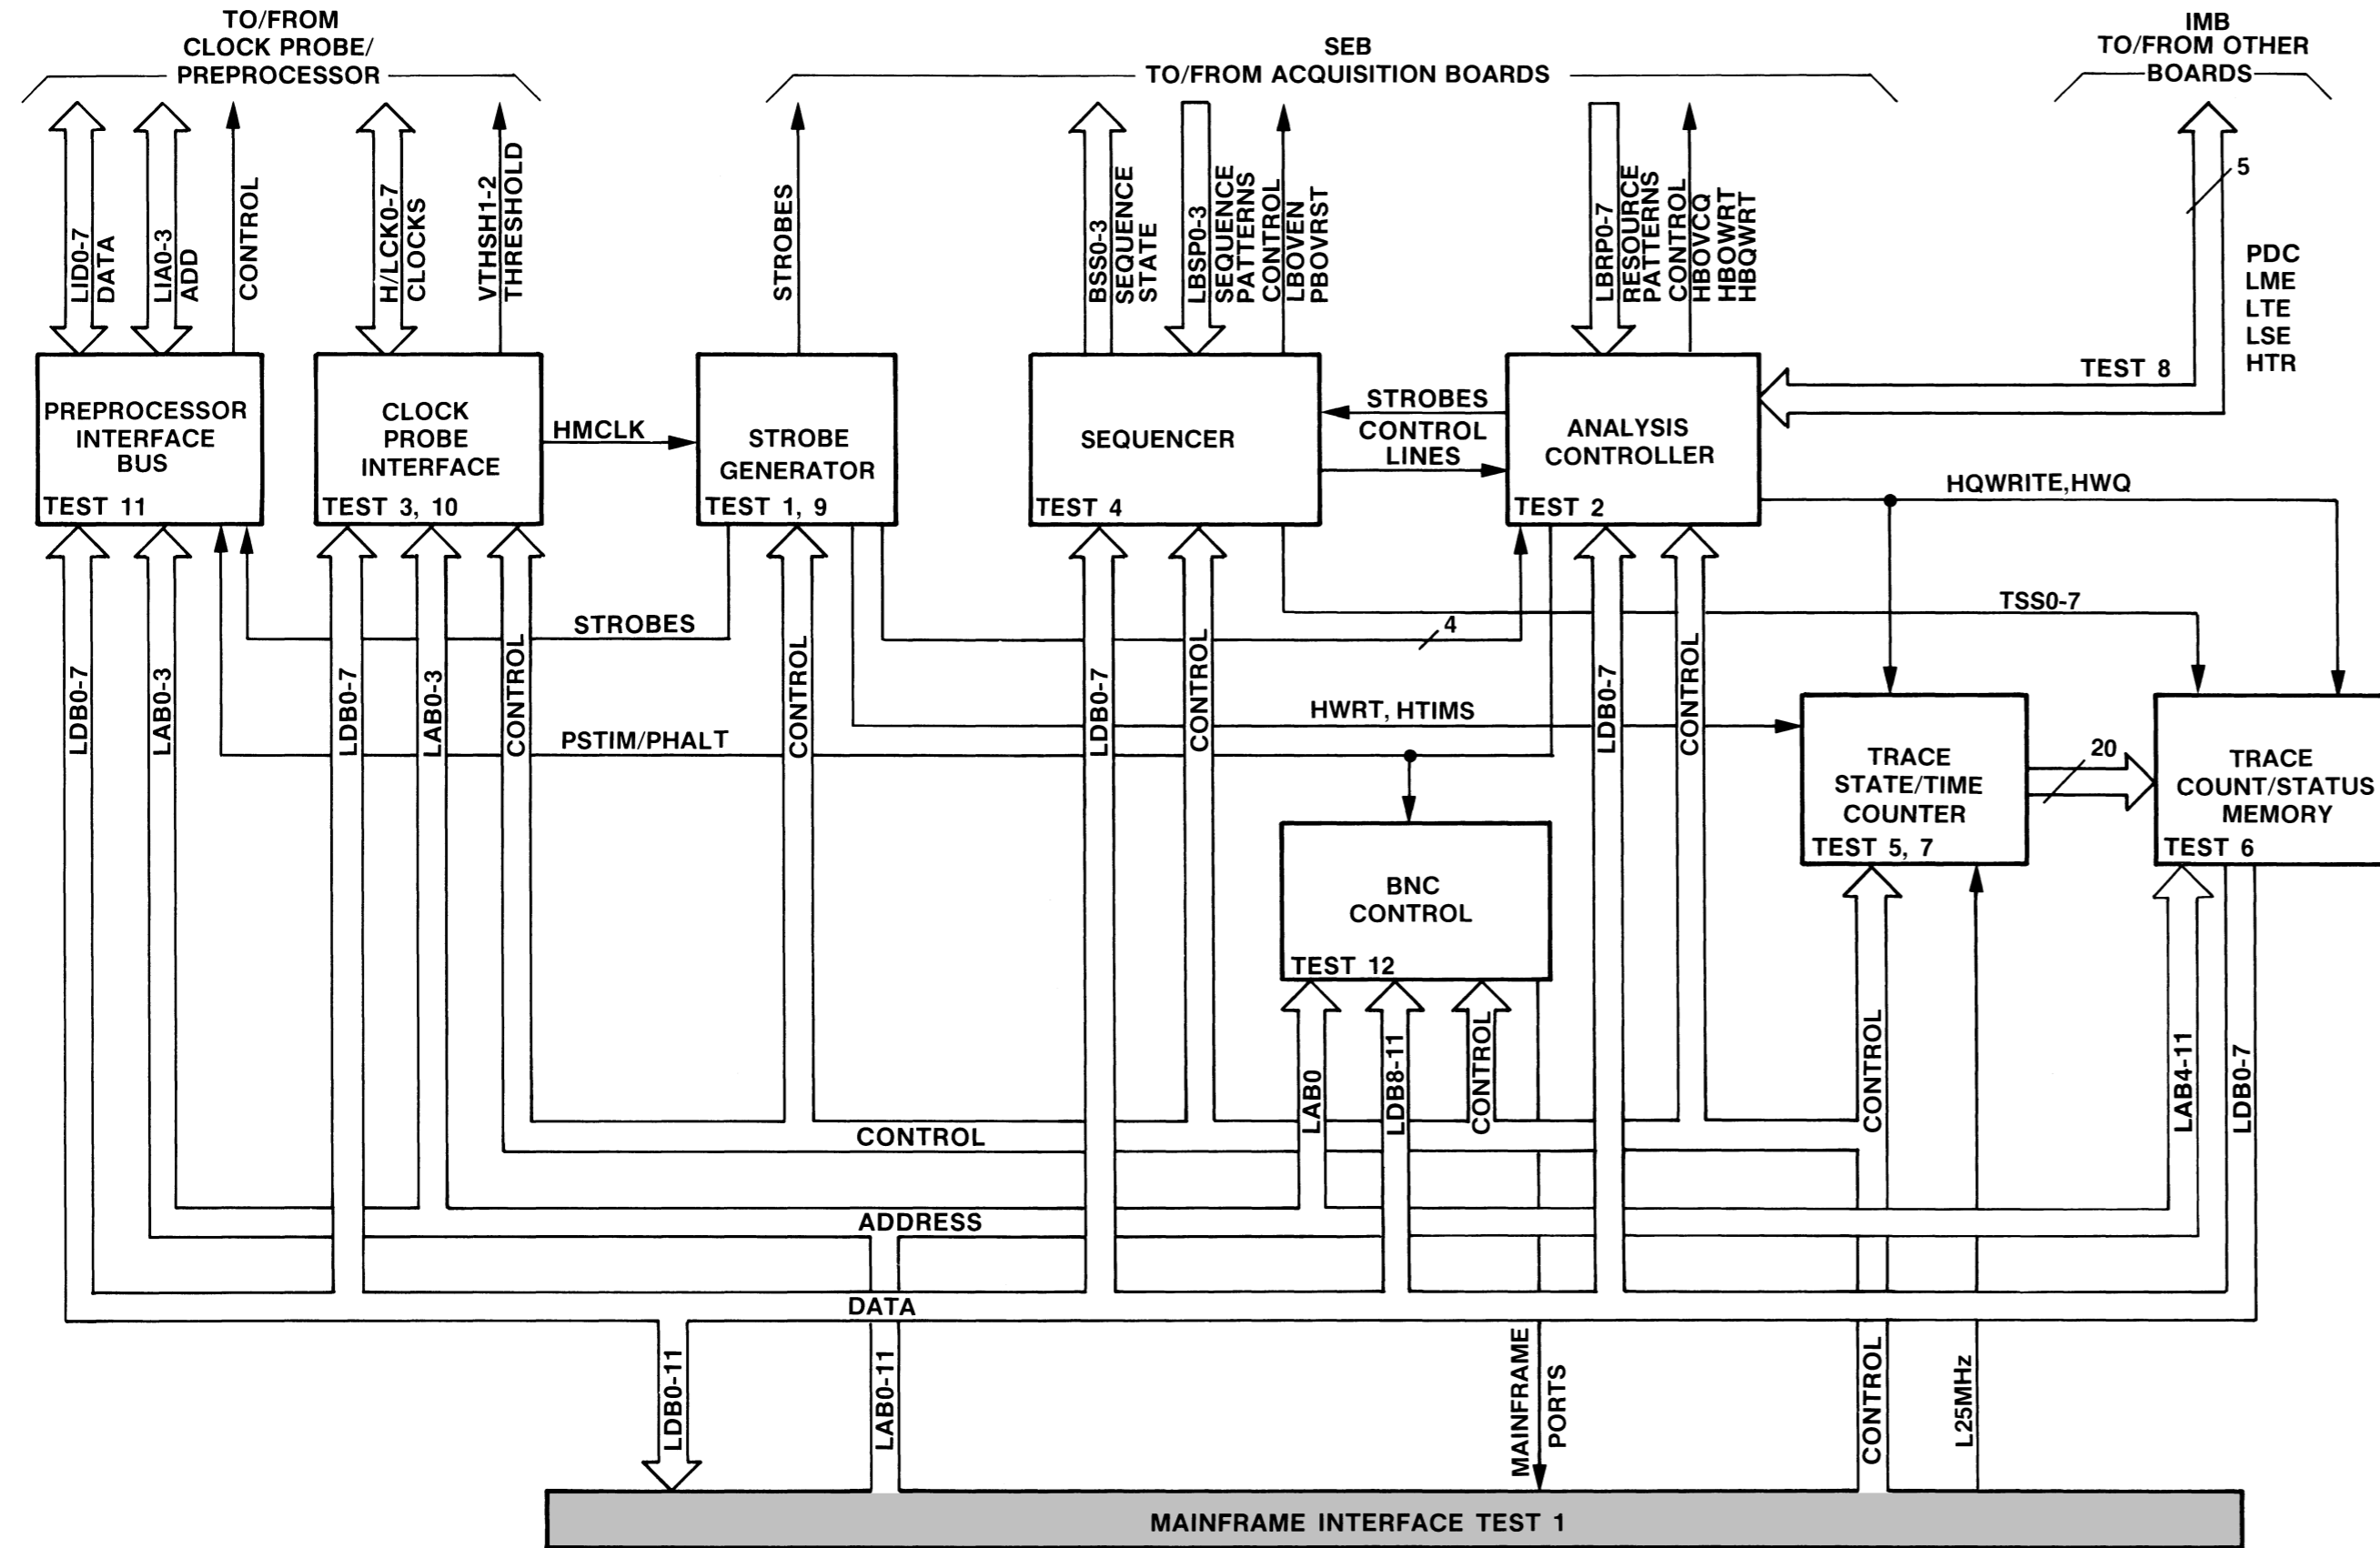 TO/FROM
CLOCK PROBE/
PREPROCESSOR
SEB
TO/FROM ACQUISITION BOARDS
IMB
TO/FROM OTHER
BOARDS
LID0-7
DATA
LIA0-3
ADD
CONTROL
H/LCK0-7
CLOCKS
VTHSH1-2
THRESHOLD
STROBES
BSS0-3
SEQUENCE
STATE
LBSP0-3
SEQUENCE
PATTERNS
CONTROL
LBOVEN
PBOVRST
LBRP0-7
RESOURCE
PATTERNS
CONTROL
HBOVCQ
HBOWRT
HBQWRT
5
PDC
LME
LTE
LSE
HTR
TEST 8
PREPROCESSOR
INTERFACE
BUS
TEST 11
CLOCK
PROBE
INTERFACE
TEST 3, 10
HMCLK
STROBE
GENERATOR
TEST 1, 9
SEQUENCER
TEST 4
STROBES
CONTROL
LINES
ANALYSIS
CONTROLLER
TEST 2
HQWRITE,HWQ
TSS0-7
STROBES
4
HWRT, HTIMS
PSTIM/PHALT
LDB0-7
LAB0-3
LDB0-7
LAB0-3
CONTROL
CONTROL
LDB0-7
CONTROL
LDB0-7
CONTROL
TRACE
STATE/TIME
COUNTER
TEST 5, 7
20
TRACE
COUNT/STATUS
MEMORY
TEST 6
BNC
CONTROL
TEST 12
LAB0
LDB8-11
CONTROL
CONTROL
LAB4-11
LDB0-7
CONTROL
ADDRESS
DATA
LDB0-11
LAB0-11
MAINFRAME
PORTS
CONTROL
L25MHz
MAINFRAME INTERFACE TEST 1